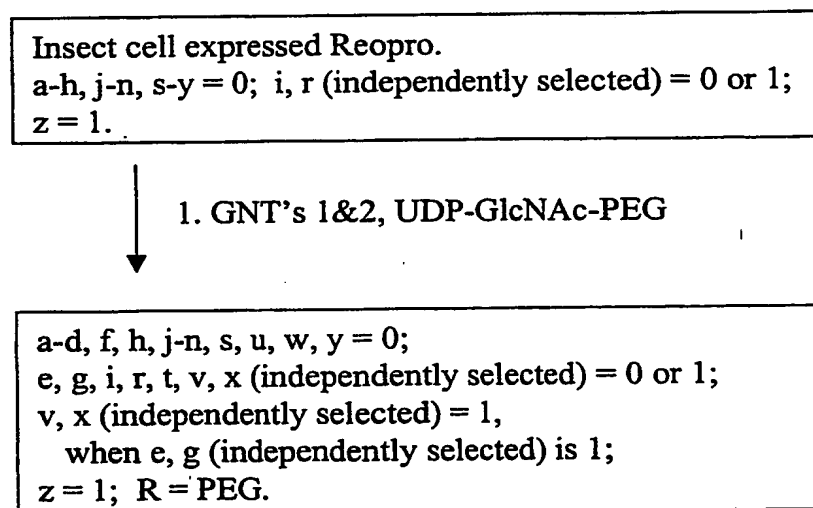 Insect cell expressed Reopro.
a-h, j-n, s-y = 0; i, r (independently selected) = 0 or 1;
z = 1.
1. GNT's 1&2, UDP-GlcNAc-PEG
a-d, f, h, j-n, s, u, w, y = 0;
e, g, i, r, t, v, x (independently selected) = 0 or 1;
v, x (independently selected) = 1,
when e, g (independently selected) is 1;
z = 1; R = PEG.